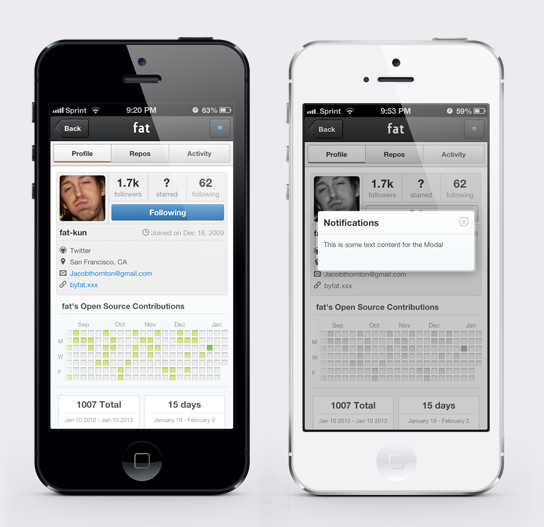 Sprint 9:20 PM 63%
Back fat
Profile Repos Activity
1.7k ? 62
followers starred following
Following
fat-kun Joined on Dec 18, 2009
Twitter
San Francisco, CA
Jacobthornton@gmail.com
byfat.xxx
fat's Open Source Contributions
Sep Oct Nov Dec Jan
M
W
F
1007 Total 15 days
Jan 10 2012 - Jan 10 2013 January 19 - February 2
Sprint 9:53 PM 59%
Back fat
Profile Repos Activity
1.7k ? 62
followers starred following
Notifications
This is some text content for the Modal
San Francisco, CA
Jacobthornton@gmail.com
byfat.xxx
fat's Open Source Contributions
Sep Oct Nov Dec Jan
M
W
F
1007 Total 15 days
Jan 10 2012 - Jan 10 2013 January 19 - February 2